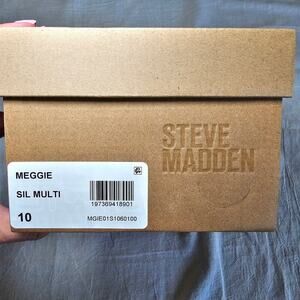 STEVE
MADDEN
MEGGIE
SIL MULTI
10
197369418901
MGIE01S1060100